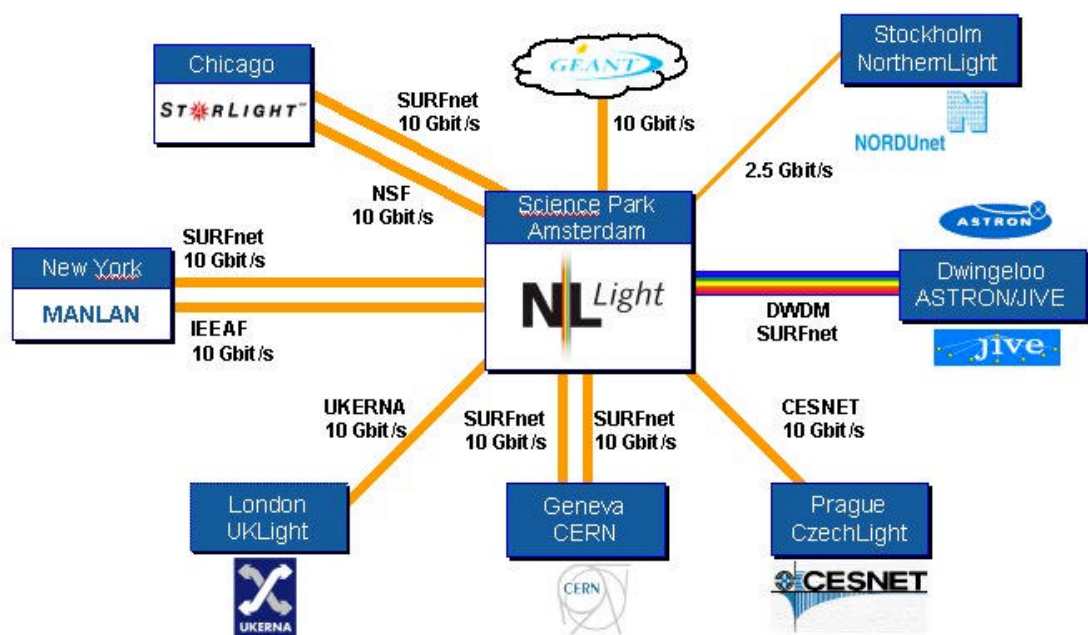 Chicago
STARLIGHT™
SURFnet
10 Gbit/s
NSF
10 Gbit/s
GEANT
10 Gbit/s
Stockholm
NorthernLight
N
NORDUnet
2.5 Gbit/s
Science Park
Amsterdam
NL Light
New York
MANLAN
SURFnet
10 Gbit/s
IEEAF
10 Gbit/s
ASTRON
Dwingeloo
ASTRON/JIVE
JIVE
DWDM
SURFnet
UKERNA
10 Gbit/s
SURFnet
10 Gbit/s
SURFnet
10 Gbit/s
CESNET
10 Gbit/s
London
UKLight
UKERNA
Geneva
CERN
CERN
Prague
CzechLight
CESNET